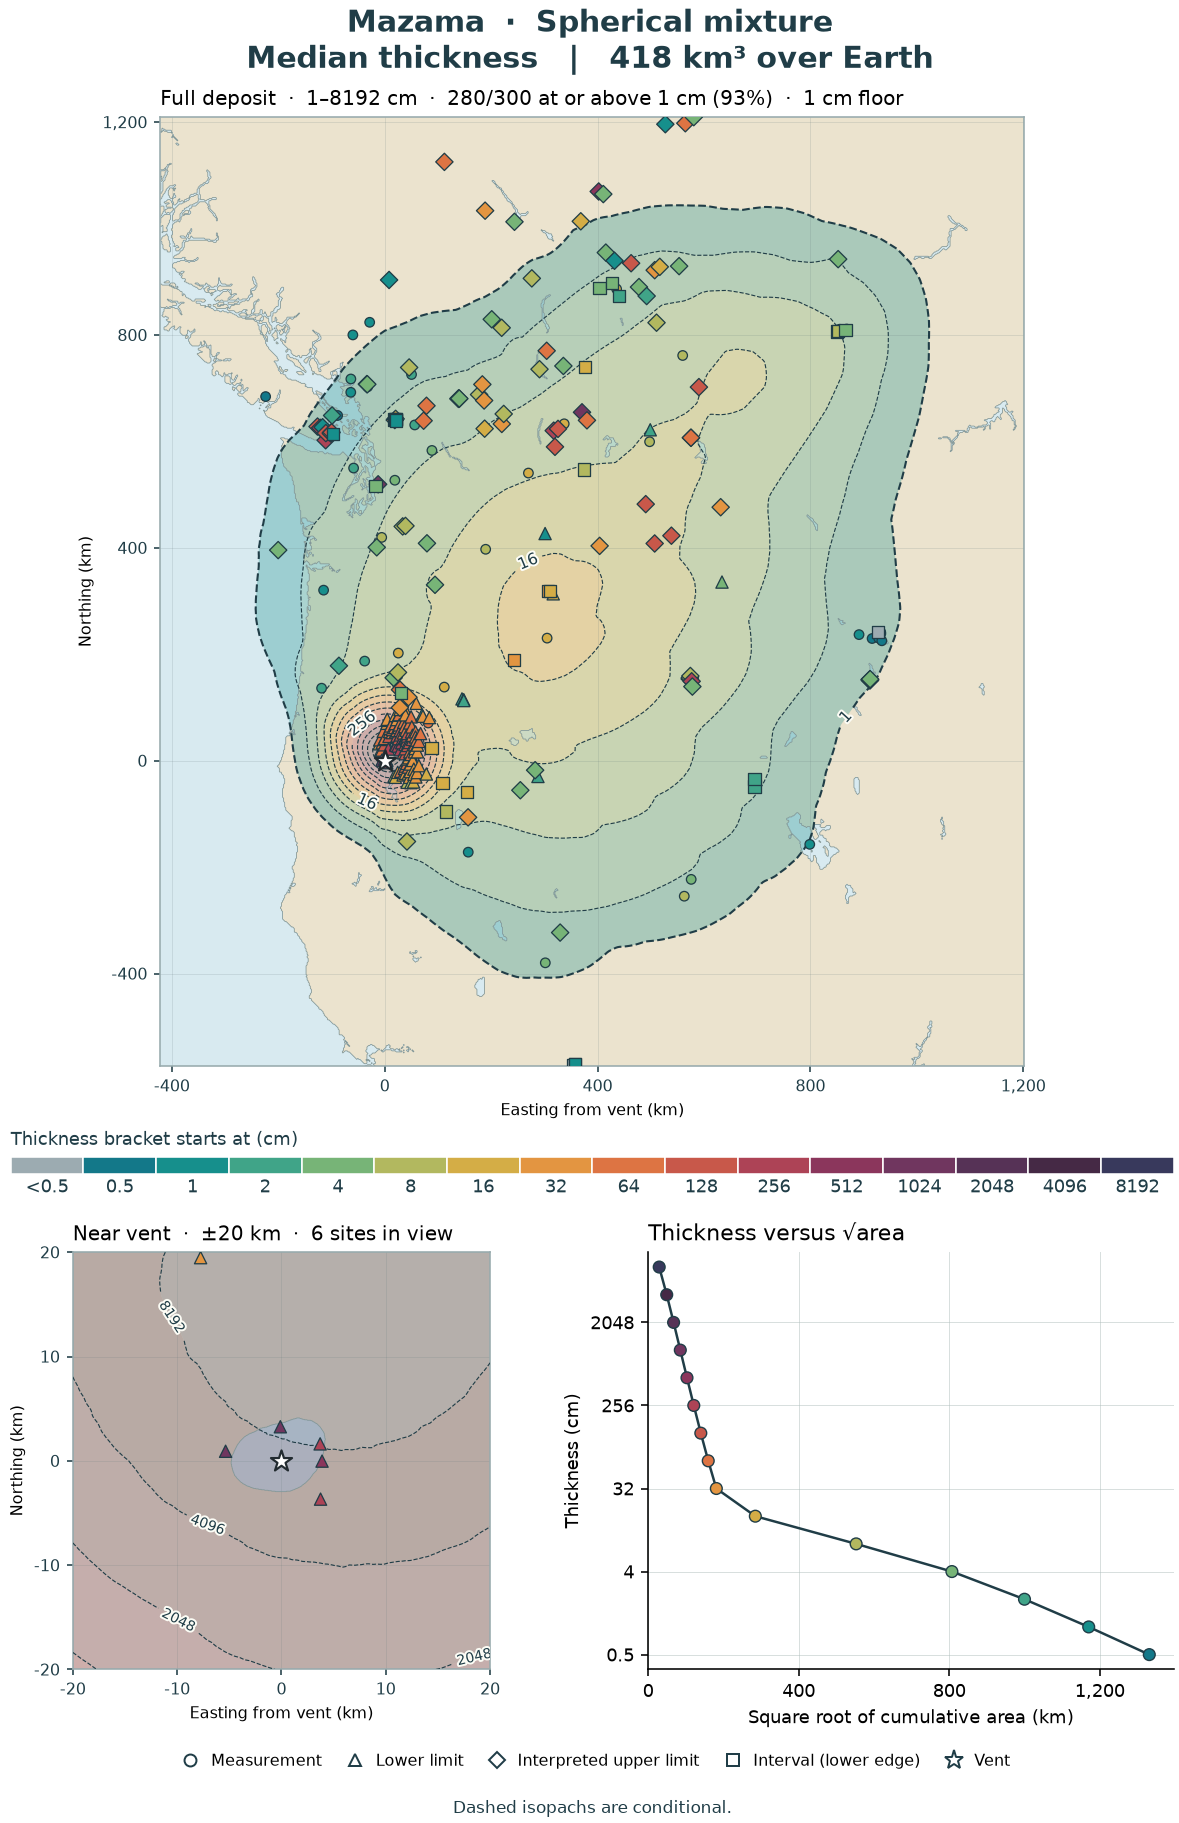 Mazama · Spherical mixture
Median thickness | 418 km³ over Earth
Full deposit · 1–8192 cm · 280/300 at or above 1 cm (93%) · 1 cm floor
1,200
800
400
0
-400
Northing (km)
16
256
16
1
-400
0
400
800
1,200
Easting from vent (km)
Thickness bracket starts at (cm)
<0.5
0.5
1
2
4
8
16
32
64
128
256
512
1024
2048
4096
8192
Near vent · ±20 km · 6 sites in view
20
10
0
-10
-20
Northing (km)
8192
4096
2048
2048
-20
-10
0
10
20
Easting from vent (km)
Thickness versus √area
2048
256
32
4
0.5
Thickness (cm)
0
400
800
1,200
Square root of cumulative area (km)
Measurement
Lower limit
Interpreted upper limit
Interval (lower edge)
Vent
Dashed isopachs are conditional.